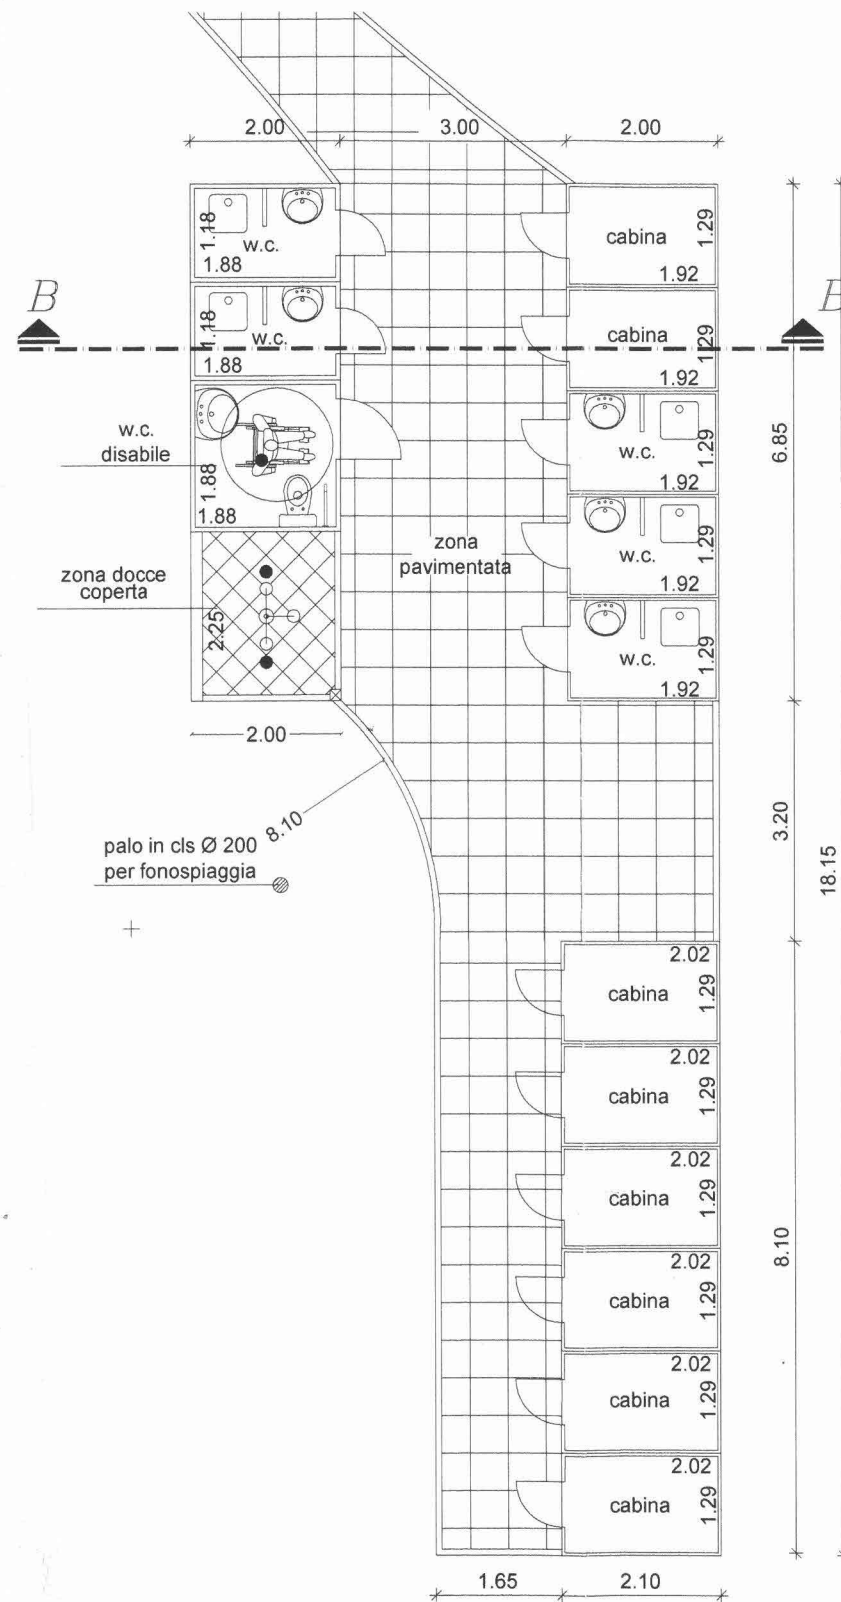 2.00
3.00
2.00
1.18
w.c.
1.88
cabina
1.29
1.92
B
B
1.18
w.c.
1.88
cabina
1.29
1.92
w.c.
disabile
1.88
1.88
w.c.
1.29
1.92
6.85
zona
pavimentata
w.c.
1.29
1.92
zona docce
coperta
2.25
w.c.
1.29
1.92
2.00
8.10
palo in cls Ø 200
per fonospiaggia
3.20
18.15
2.02
cabina
1.29
2.02
cabina
1.29
2.02
cabina
1.29
2.02
cabina
1.29
8.10
2.02
cabina
1.29
2.02
cabina
1.29
1.65
2.10